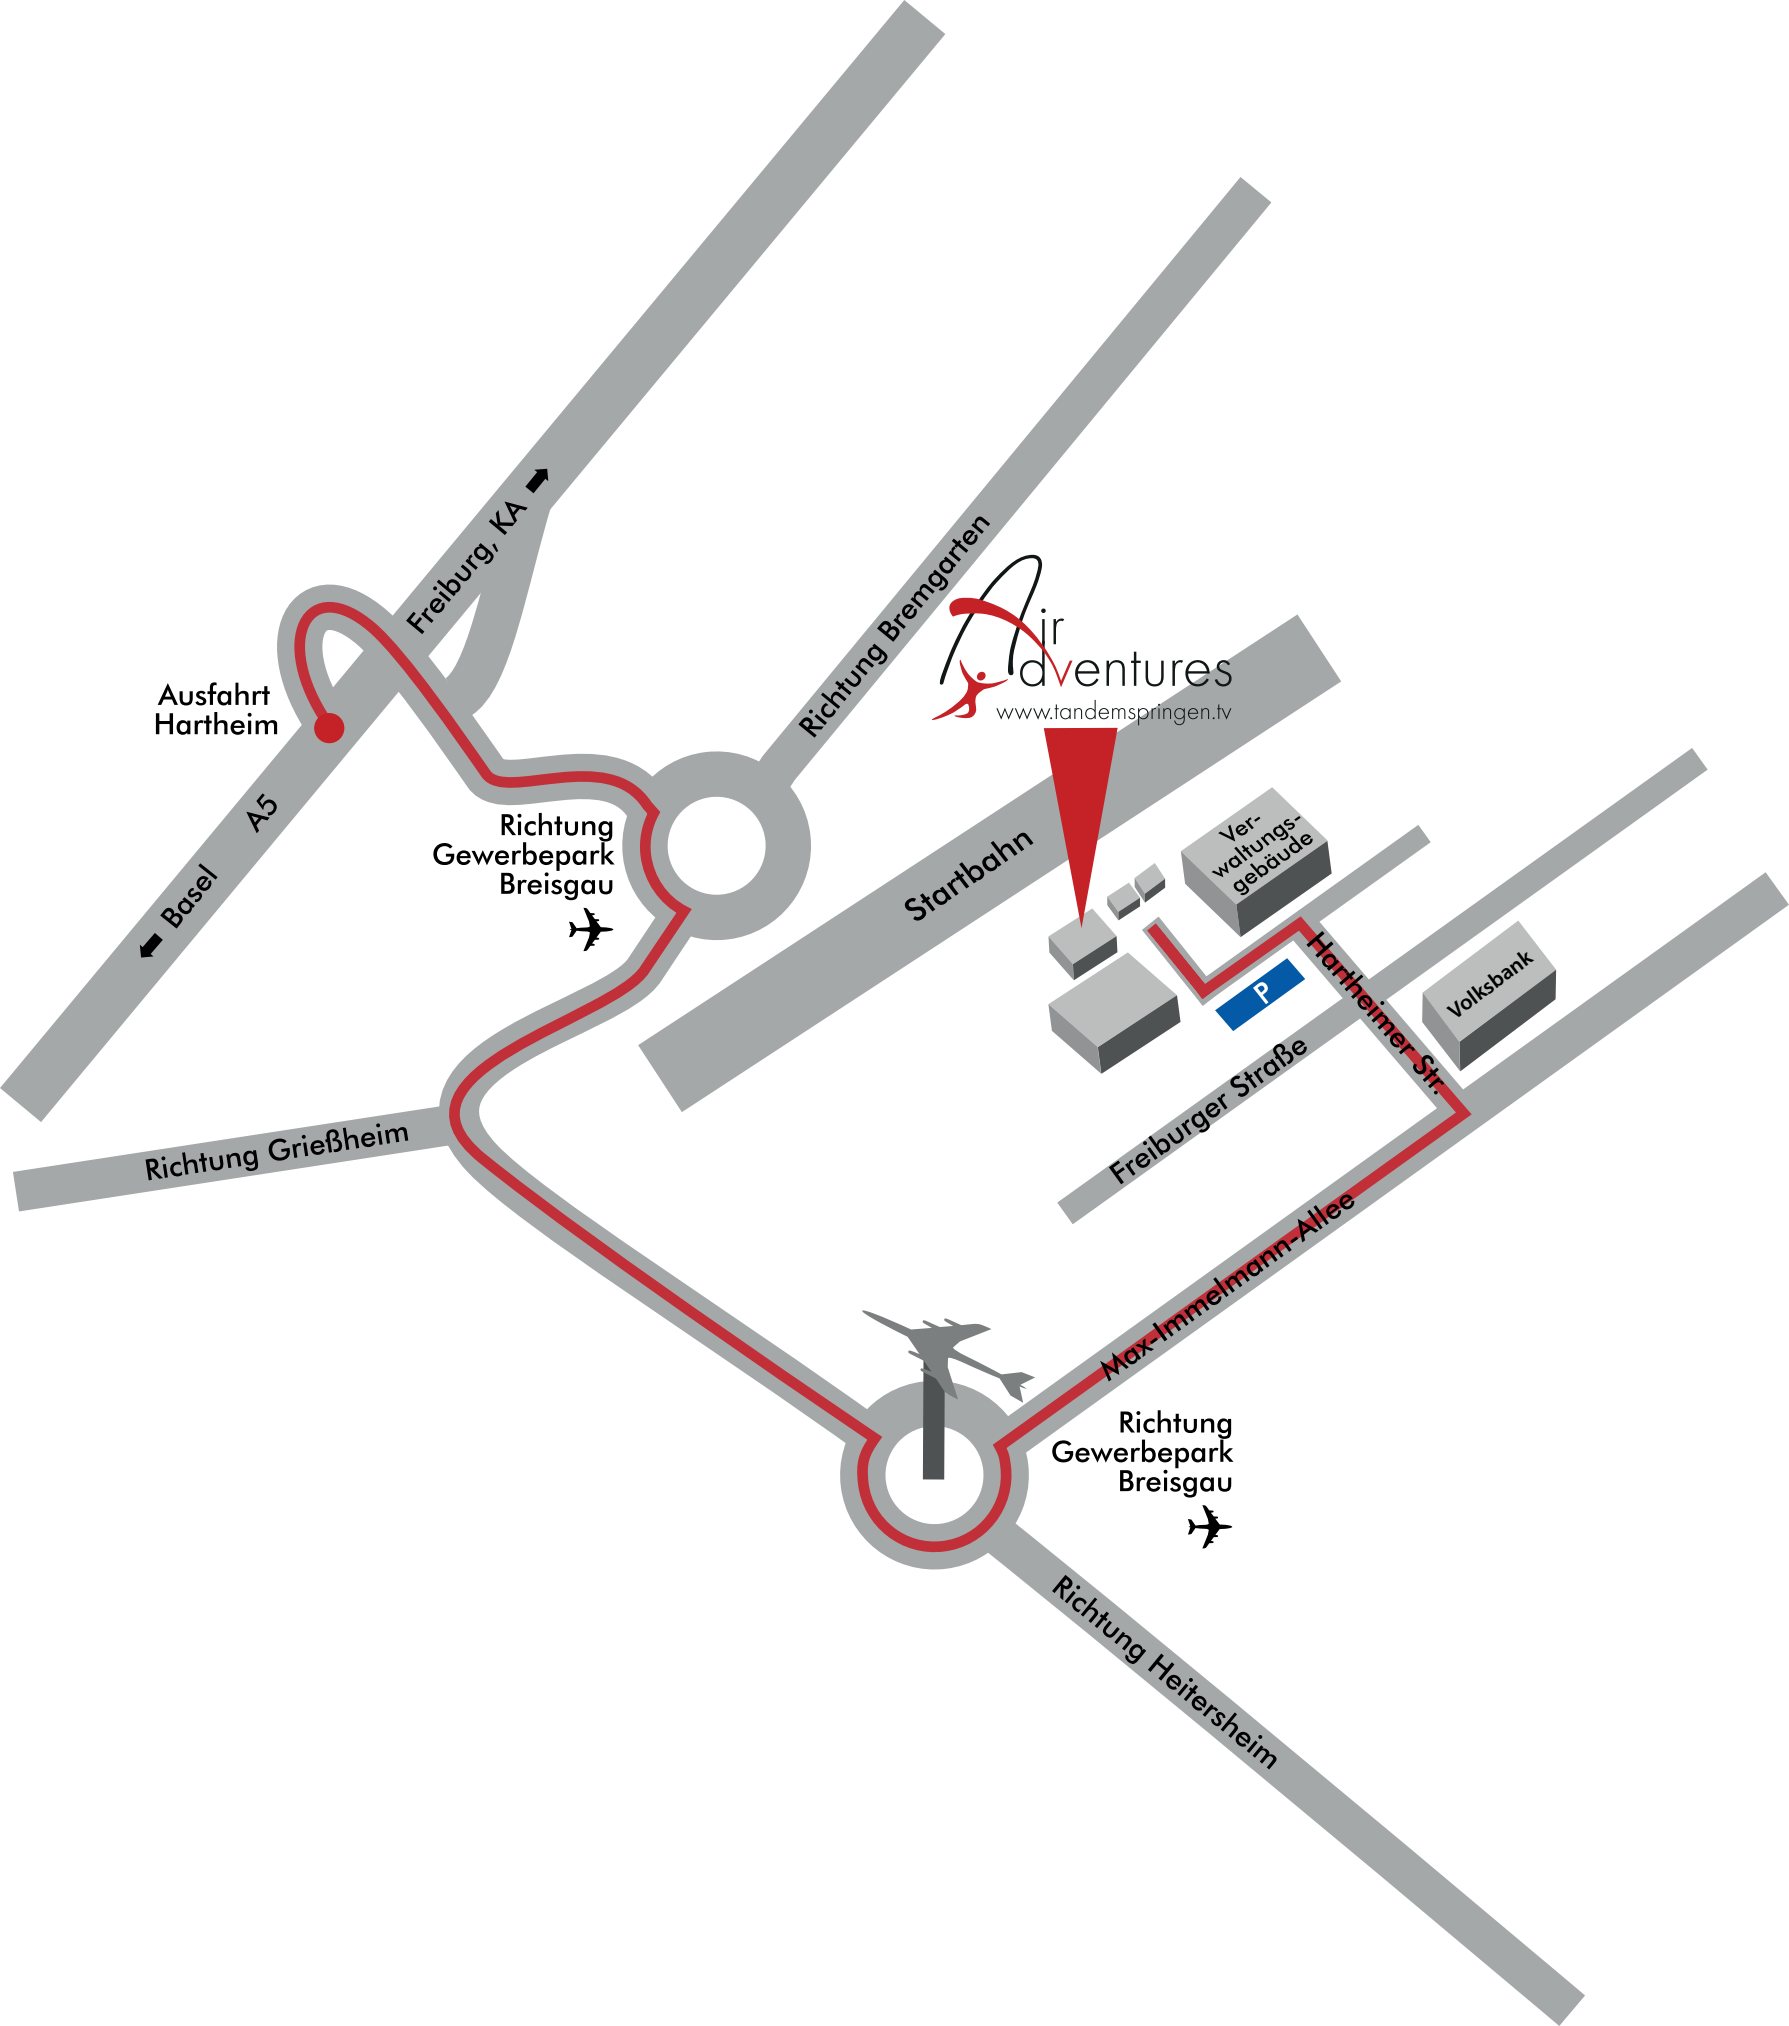 Freiburg, KA
Richtung Bremgarten
Air
Adventures
www.tandemspringen.tv
Ausfahrt
Hartheim
A5
Basel
Richtung
Gewerbepark
Breisgau
Startbahn
Ver-
waltungs-
gebäude
P
Hartheimer Str.
Volksbank
Freiburger Straße
Richtung Grießheim
Max-Immelmann-Allee
Richtung
Gewerbepark
Breisgau
Richtung Heitersheim